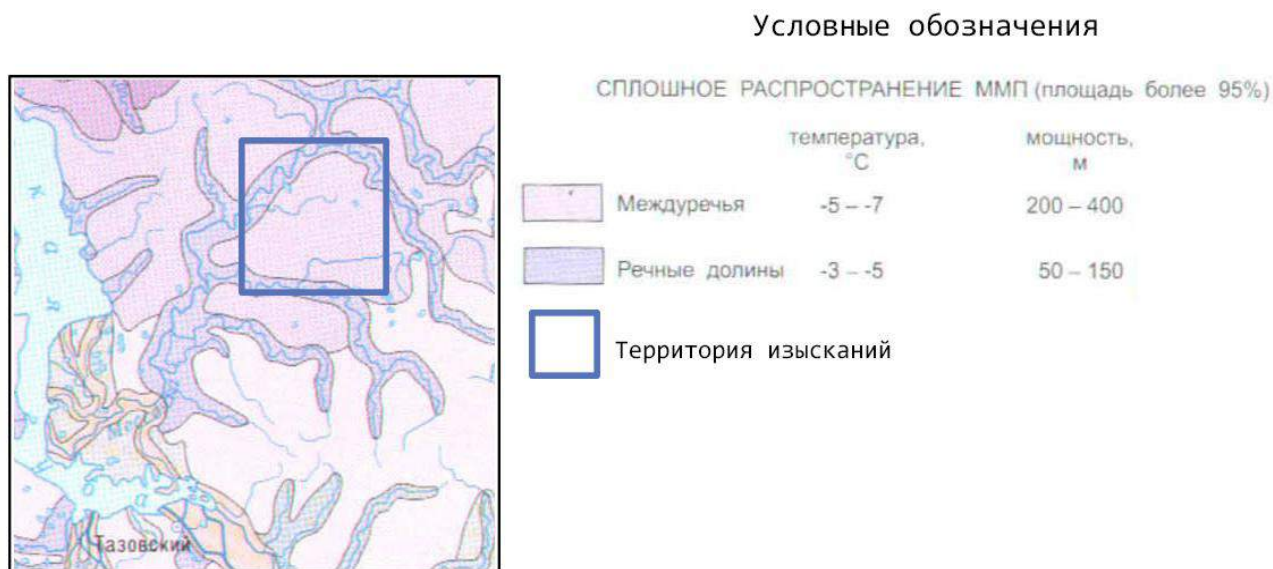 Условные обозначения
СПЛОШНОЕ РАСПРОСТРАНЕНИЕ ММП (площадь более 95%)
температура, °С
мощность, м
Междуречья -5 – -7 200 – 400
Речные долины -3 – -5 50 – 150
Территория изысканий
Тазовский